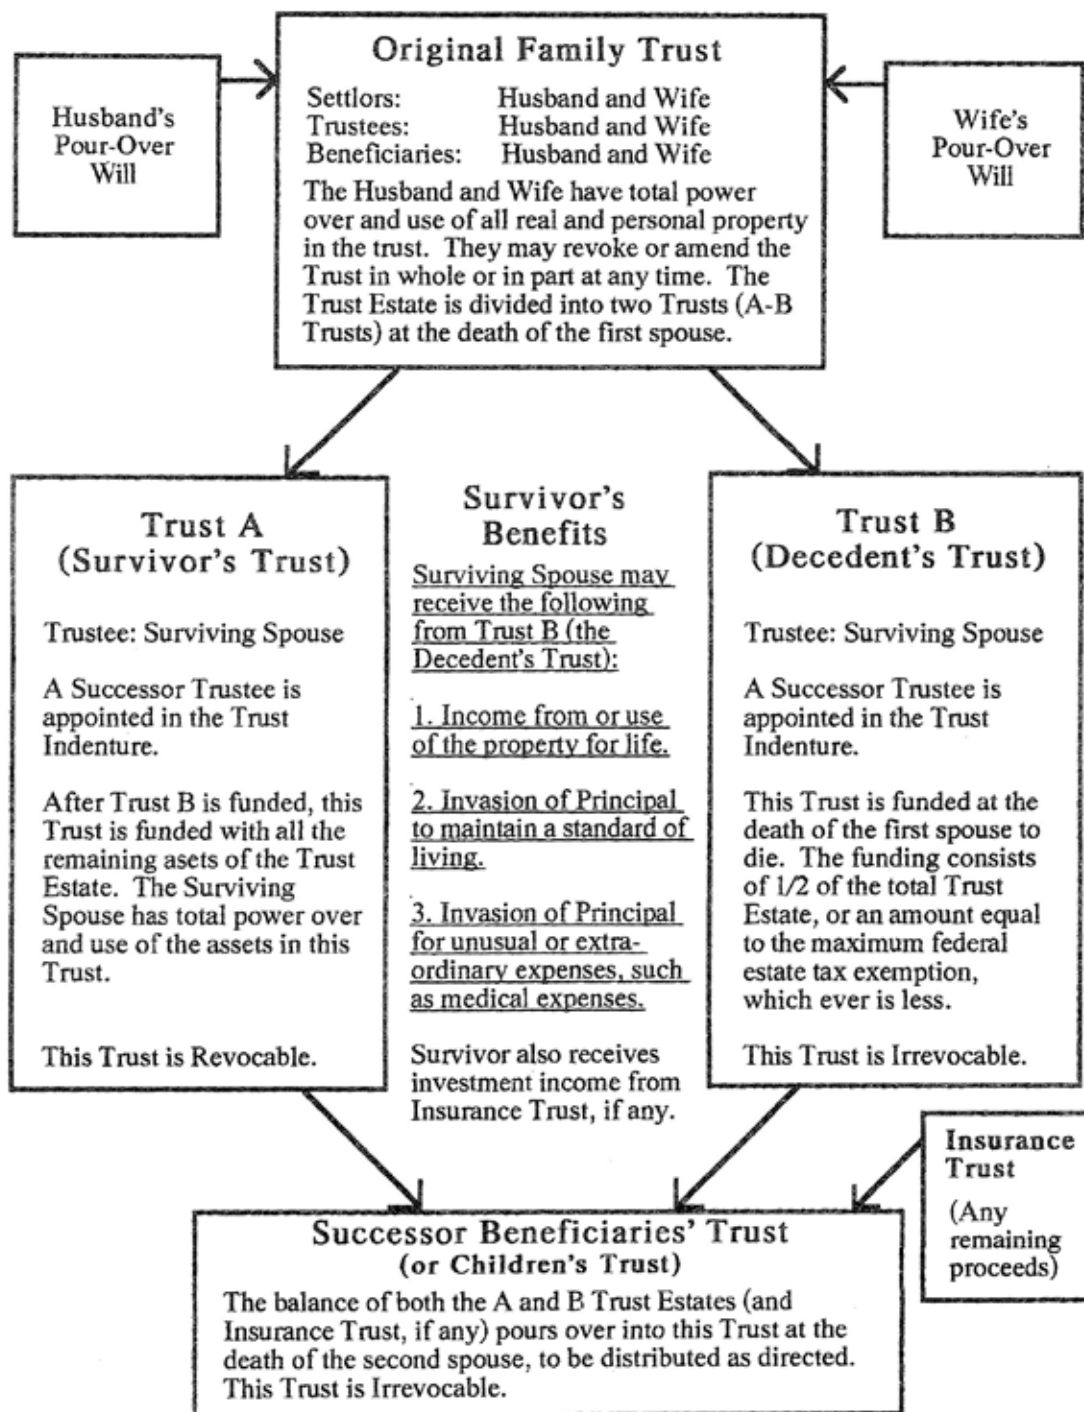 Original Family Trust
Settlors: Husband and Wife
Trustees: Husband and Wife
Beneficiaries: Husband and Wife
The Husband and Wife have total power
over and use of all real and personal property
in the trust. They may revoke or amend the
Trust in whole or in part at any time. The
Trust Estate is divided into two Trusts (A-B
Trusts) at the death of the first spouse.
Husband's
Pour-Over
Will
Wife's
Pour-Over
Will
Trust A
(Survivor's Trust)
Trustee: Surviving Spouse
A Successor Trustee is
appointed in the Trust
Indenture.
After Trust B is funded, this
Trust is funded with all the
remaining asets of the Trust
Estate. The Surviving
Spouse has total power over
and use of the assets in this
Trust.
This Trust is Revocable.
Survivor's
Benefits
Surviving Spouse may
receive the following
from Trust B (the
Decedent's Trust):
1. Income from or use
of the property for life.
2. Invasion of Principal
to maintain a standard of
living.
3. Invasion of Principal
for unusual or extra-
ordinary expenses, such
as medical expenses.
Survivor also receives
investment income from
Insurance Trust, if any.
Trust B
(Decedent's Trust)
Trustee: Surviving Spouse
A Successor Trustee is
appointed in the Trust
Indenture.
This Trust is funded at the
death of the first spouse to
die. The funding consists
of 1/2 of the total Trust
Estate, or an amount equal
to the maximum federal
estate tax exemption,
which ever is less.
This Trust is Irrevocable.
Insurance
Trust
(Any
remaining
proceeds)
Successor Beneficiaries' Trust
(or Children's Trust)
The balance of both the A and B Trust Estates (and
Insurance Trust, if any) pours over into this Trust at the
death of the second spouse, to be distributed as directed.
This Trust is Irrevocable.